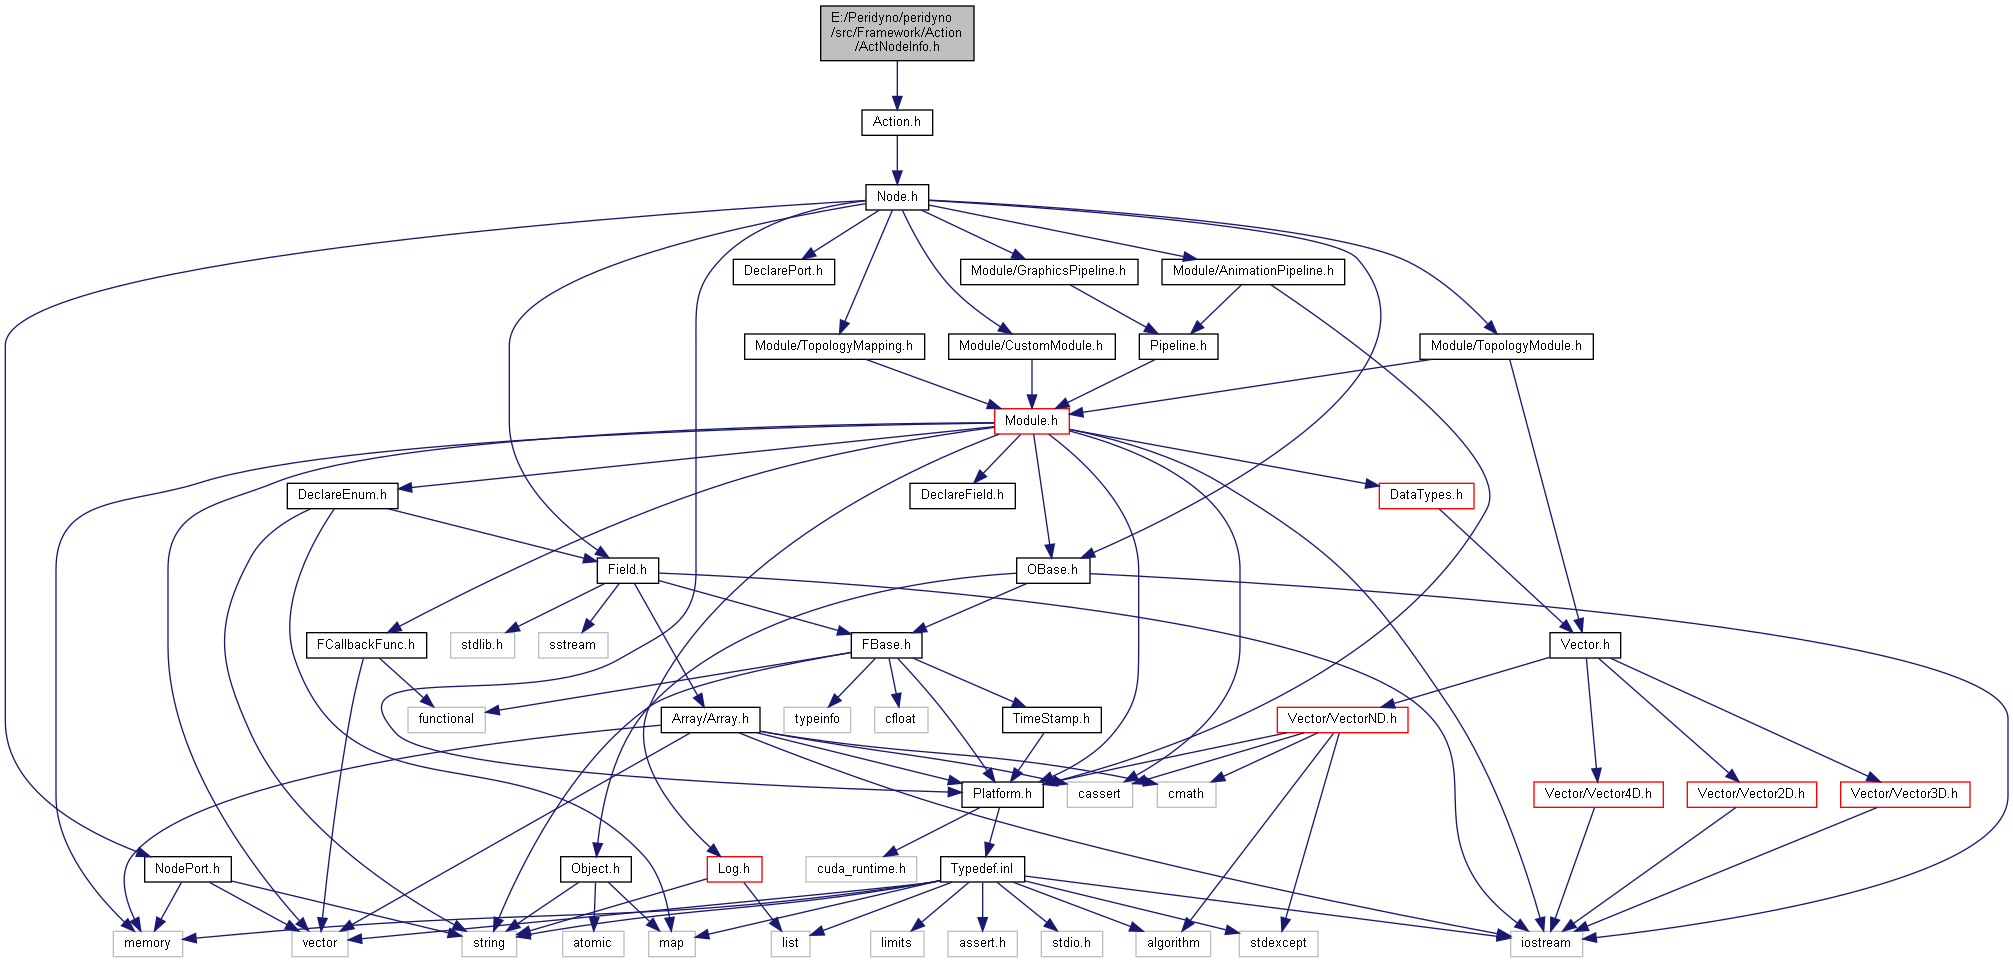 E:/Peridyno/peridyno
/src/Framework/Action
/ActNodeInfo.h
Action.h
Node.h
DeclarePort.h
Module/GraphicsPipeline.h
Module/AnimationPipeline.h
Module/TopologyMapping.h
Module/CustomModule.h
Pipeline.h
Module/TopologyModule.h
Module.h
DeclareEnum.h
DeclareField.h
DataTypes.h
Field.h
OBase.h
FCallbackFunc.h
stdlib.h
sstream
FBase.h
Vector.h
functional
Array/Array.h
typeinfo
cfloat
TimeStamp.h
Vector/VectorND.h
Platform.h
cassert
cmath
Vector/Vector4D.h
Vector/Vector2D.h
Vector/Vector3D.h
NodePort.h
Object.h
Log.h
cuda_runtime.h
Typedef.inl
memory
vector
string
atomic
map
list
limits
assert.h
stdio.h
algorithm
stdexcept
iostream